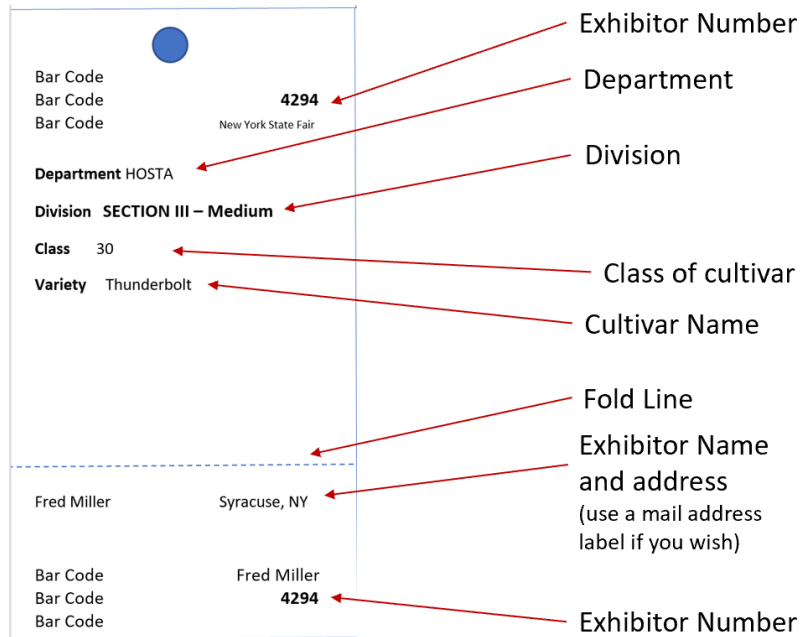 Exhibitor Number
Bar Code
Bar Code 4294
Bar Code New York State Fair
Department
Department HOSTA
Division
Division SECTION III – Medium
Class 30
Class of cultivar
Variety Thunderbolt
Cultivar Name
Fold Line
Exhibitor Name
and address
(use a mail address
label if you wish)
Fred Miller Syracuse, NY
Bar Code Fred Miller
Bar Code 4294
Bar Code
Exhibitor Number